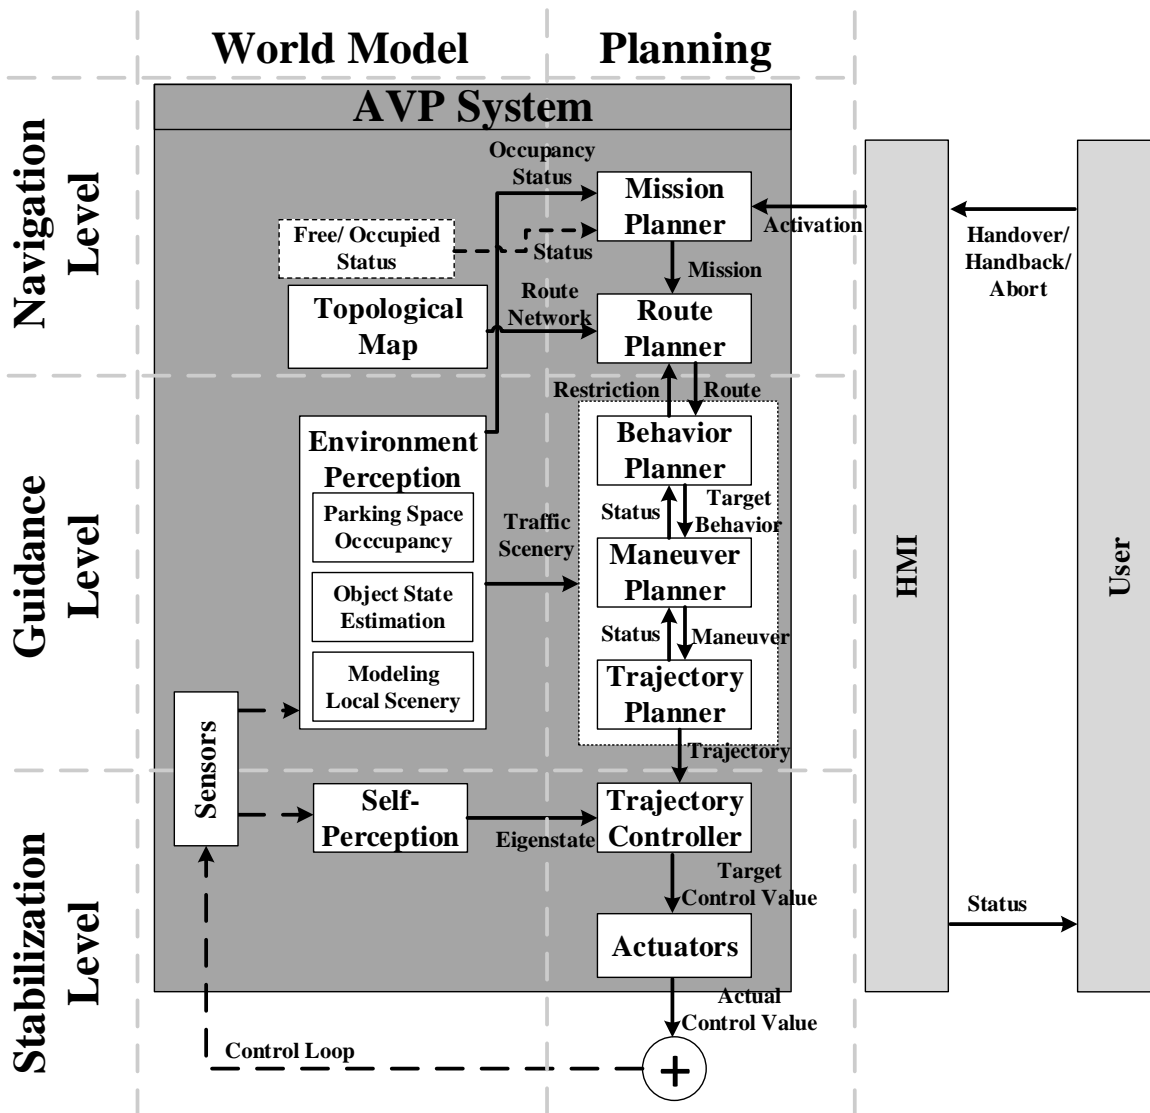 World Model
Planning
AVP System
Navigation
Level
Occupancy
Status
Mission
Planner
Activation
Handover/
Handback/
Abort
Free/ Occupied
Status
Status
Mission
Topological
Map
Route
Network
Route
Planner
Restriction
Route
Guidance
Level
Environment
Perception
Parking Space
Occcupancy
Object State
Estimation
Modeling
Local Scenery
Traffic
Scenery
Behavior
Planner
Status
Target
Behavior
Maneuver
Planner
Status
Maneuver
Trajectory
Planner
Trajectory
HMI
User
Sensors
Stabilization
Level
Self-
Perception
Eigenstate
Trajectory
Controller
Target
Control Value
Status
Actuators
Actual
Control Value
Control Loop
+